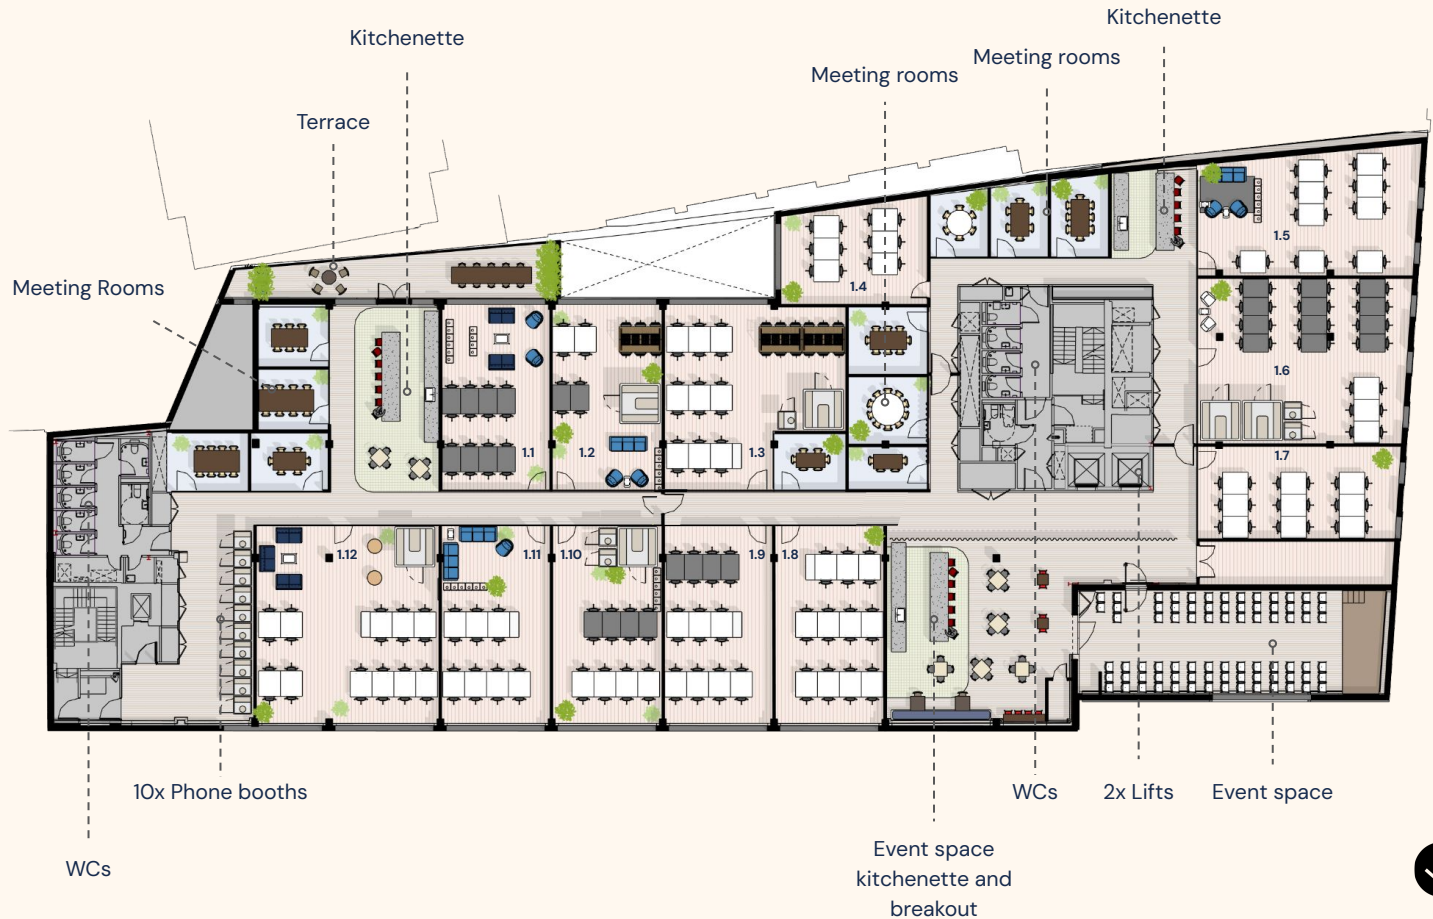 Kitchenette
Kitchenette
Meeting rooms
Meeting rooms
Terrace
Meeting Rooms
1.5
1.4
1.6
1.1
1.2
1.3
1.7
1.12
1.11
1.10
1.9
1.8
10x Phone booths
WCs
2x Lifts
Event space
WCs
Event space
kitchenette and
breakout